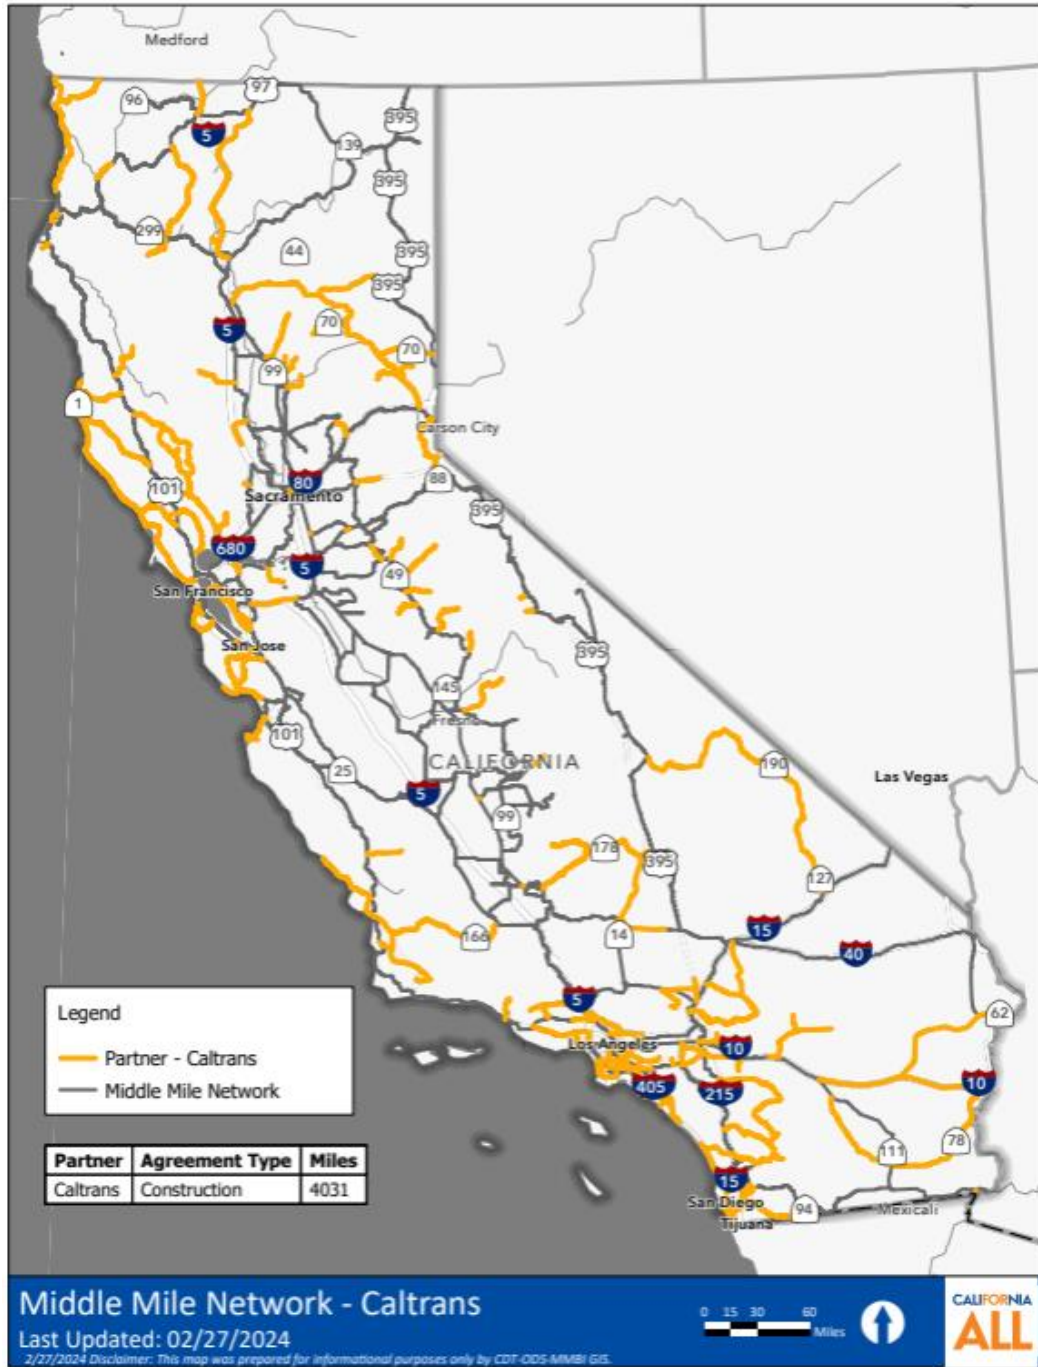 Medford
97
96
395
5
139
395
299
44
395
395
70
5
70
99
1
Carson City
80
88
Sacramento
101
395
680
5
49
San Francisco
San Jose
395
145
Fresno
101
CALIFORNIA
190
25
Las Vegas
5
99
178
395
127
166
14
15
40
5
62
Los Angeles
10
405
215
10
78
111
15
San Diego
94
Mexicali
Tijuana
Legend
Partner - Caltrans
Middle Mile Network
Partner Agreement Type Miles
Caltrans Construction 4031
Middle Mile Network - Caltrans
Last Updated: 02/27/2024
2/27/2024 Disclaimer: This map was prepared for informational purposes only by CDT-ODS-MMBI GIS.
0 15 30 60
Miles
CALIFORNIA
ALL